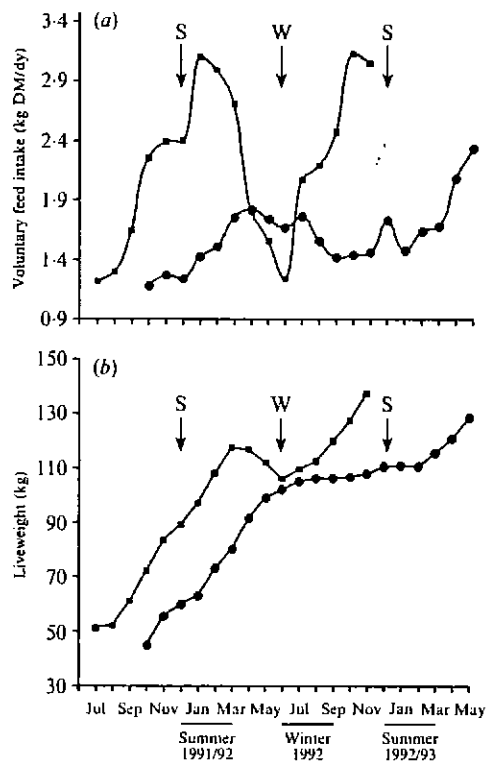 (a)
S
W
S
Voluntary feed intake (kg DM/dy)
3·4
2·9
2·4
1·9
1·4
0·9
(b)
S
W
S
Liveweight (kg)
150
130
110
90
70
50
30
Jul Sep Nov Jan Mar May Jul Sep Nov Jan Mar May
Summer Winter Summer
1991/92 1992 1992/93